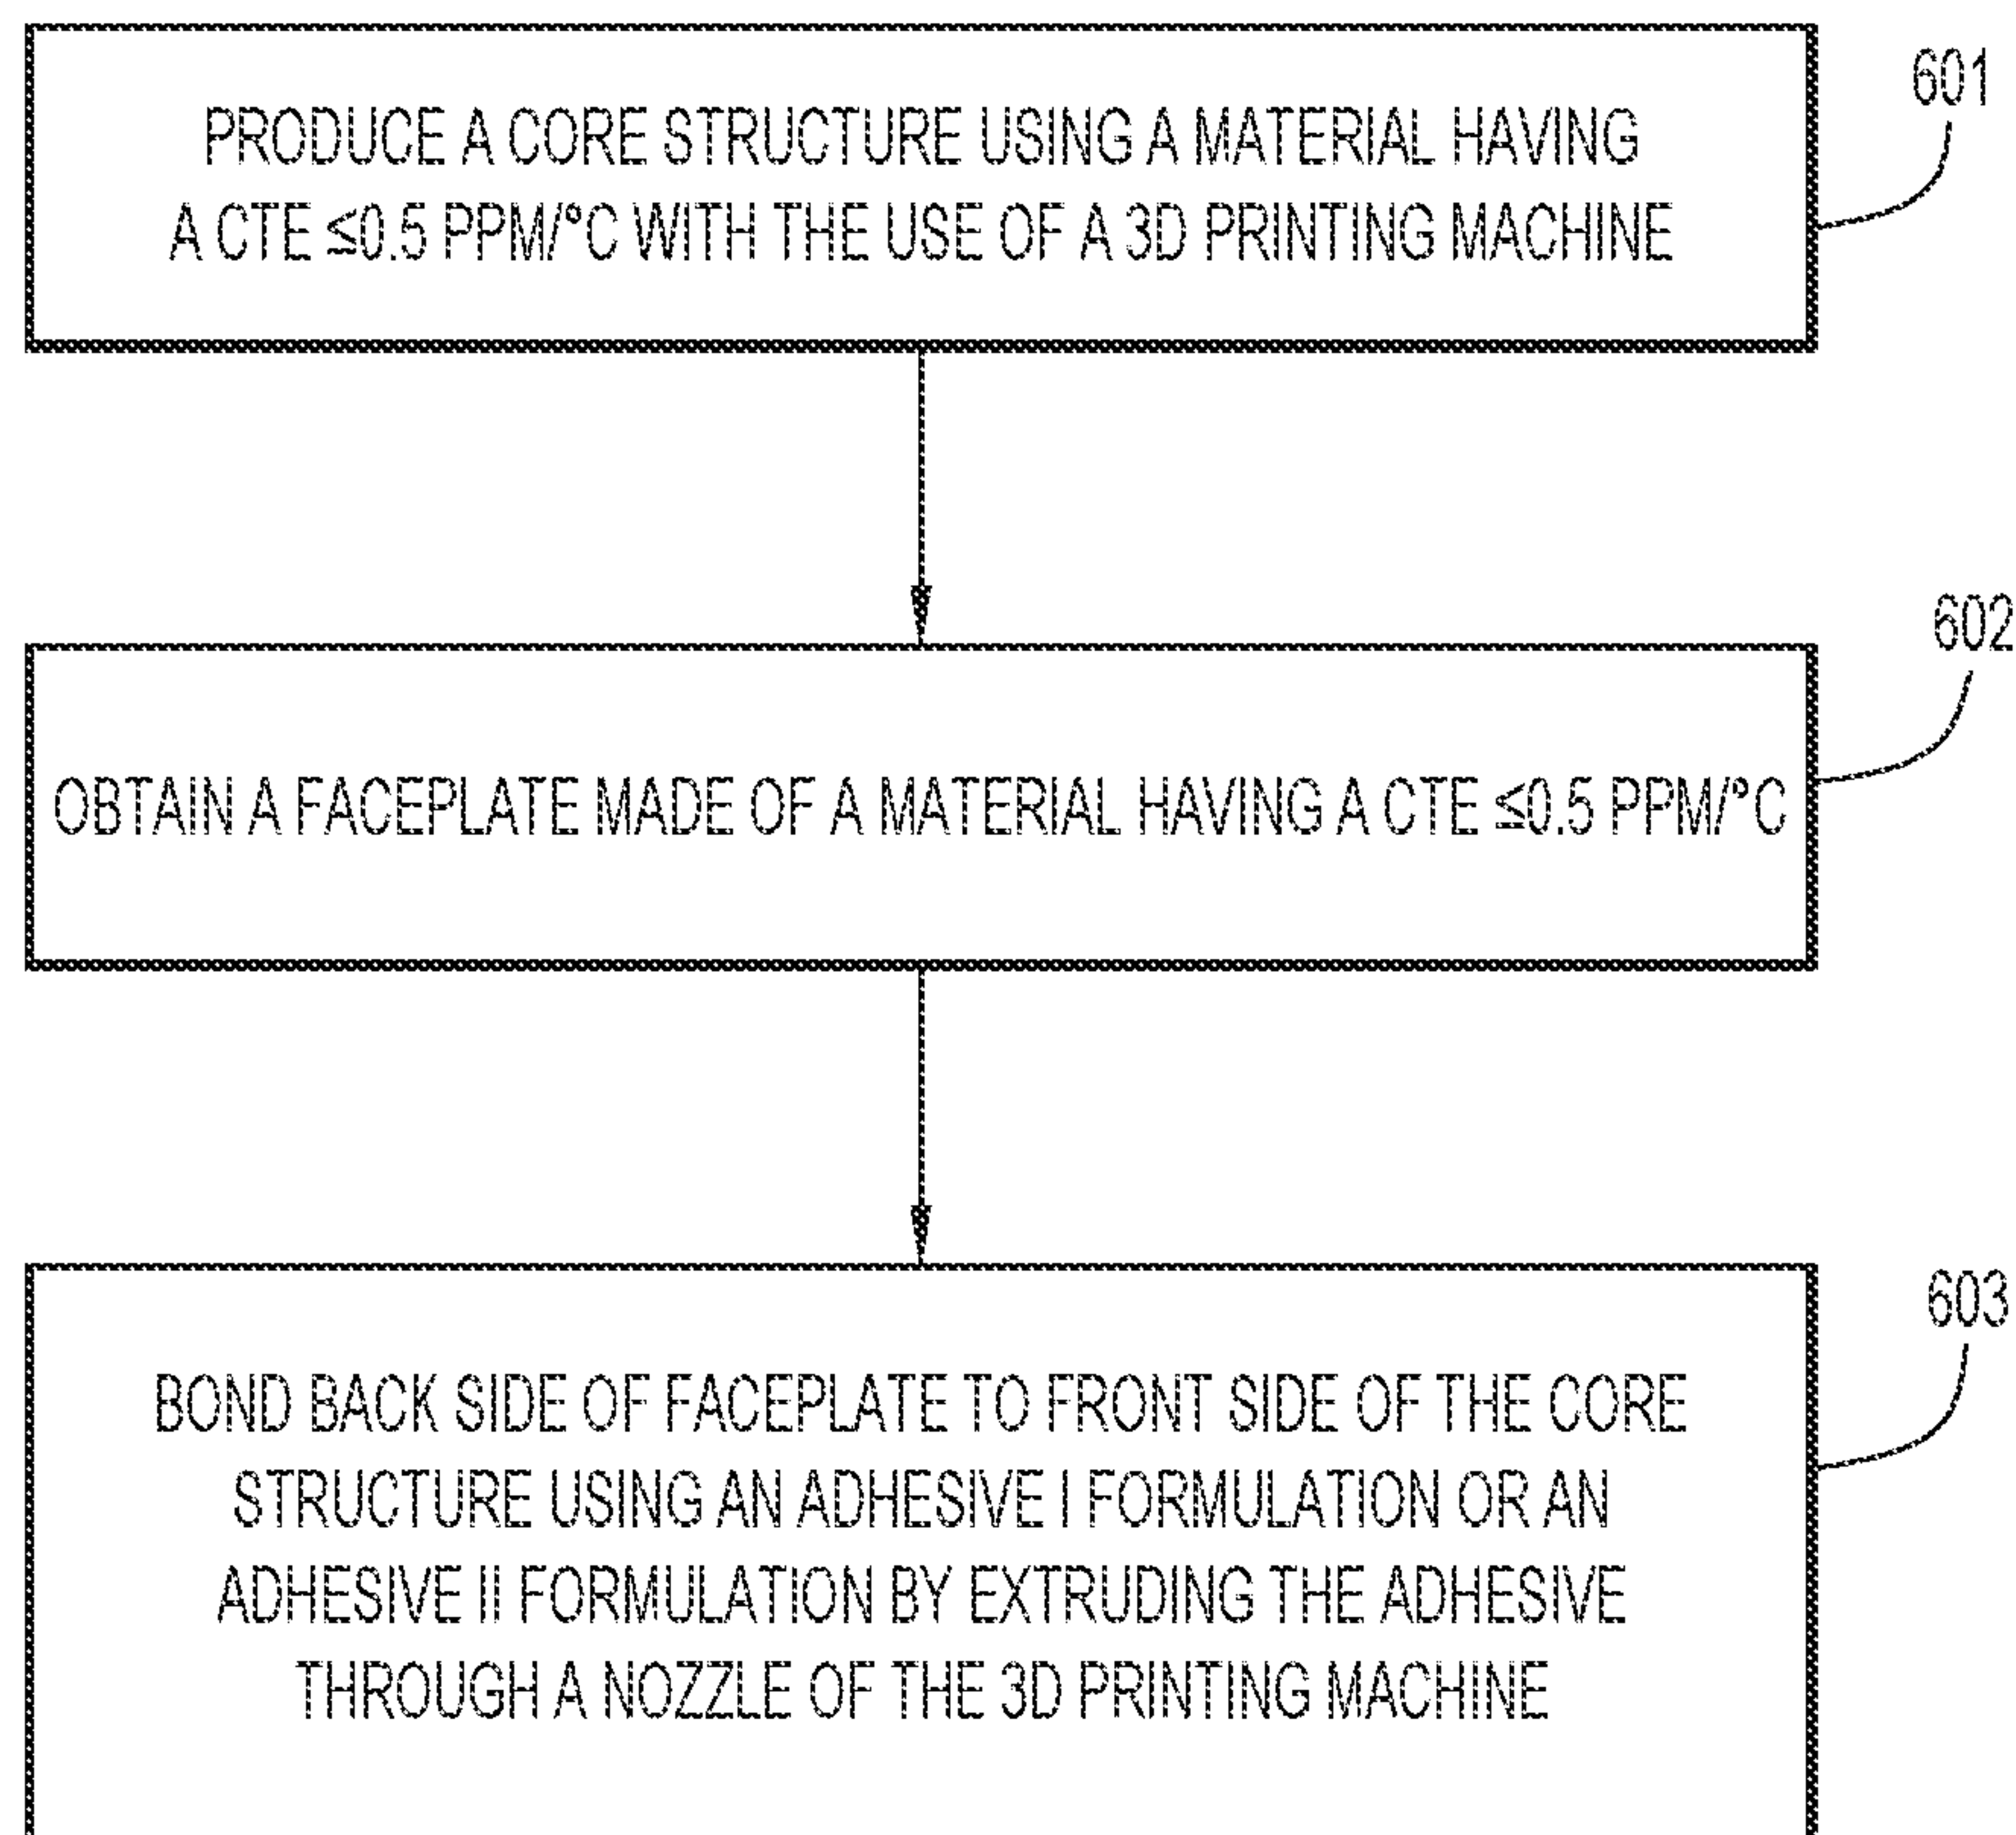 601
PRODUCE A CORE STRUCTURE USING A MATERIAL HAVING
A CTE ≤0.5 PPM/°C WITH THE USE OF A 3D PRINTING MACHINE
602
OBTAIN A FACEPLATE MADE OF A MATERIAL HAVING A CTE ≤0.5 PPM/°C
603
BOND BACK SIDE OF FACEPLATE TO FRONT SIDE OF THE CORE
STRUCTURE USING AN ADHESIVE I FORMULATION OR AN
ADHESIVE II FORMULATION BY EXTRUDING THE ADHESIVE
THROUGH A NOZZLE OF THE 3D PRINTING MACHINE